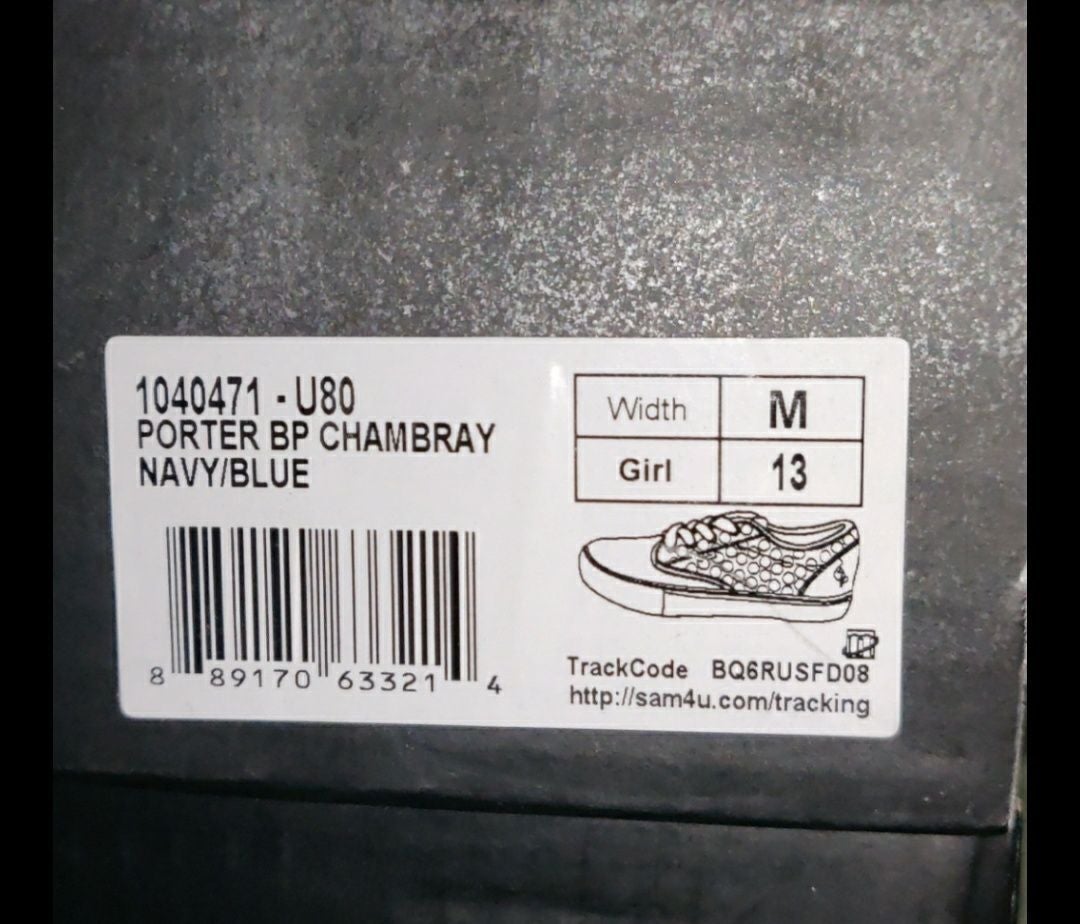 1040471 - U80
PORTER BP CHAMBRAY
NAVY/BLUE
Width M
Girl 13
8 89170 63321 4
TrackCode BQ6RUSFD08
http://sam4u.com/tracking